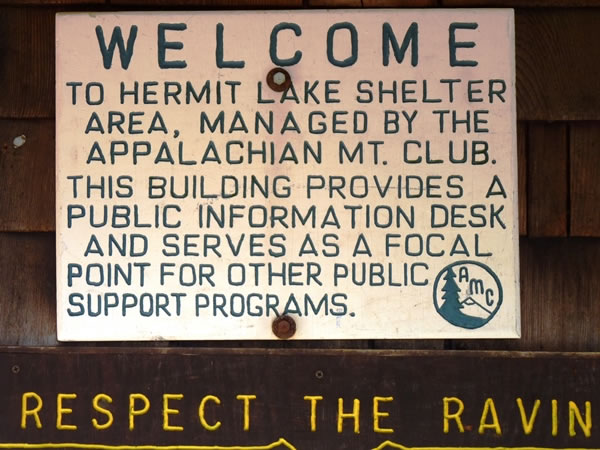 WELCOME
TO HERMIT LAKE SHELTER
AREA, MANAGED BY THE
APPALACHIAN MT. CLUB.
THIS BUILDING PROVIDES A
PUBLIC INFORMATION DESK
AND SERVES AS A FOCAL
POINT FOR OTHER PUBLIC
SUPPORT PROGRAMS.
AMC
RESPECT THE RAVIN